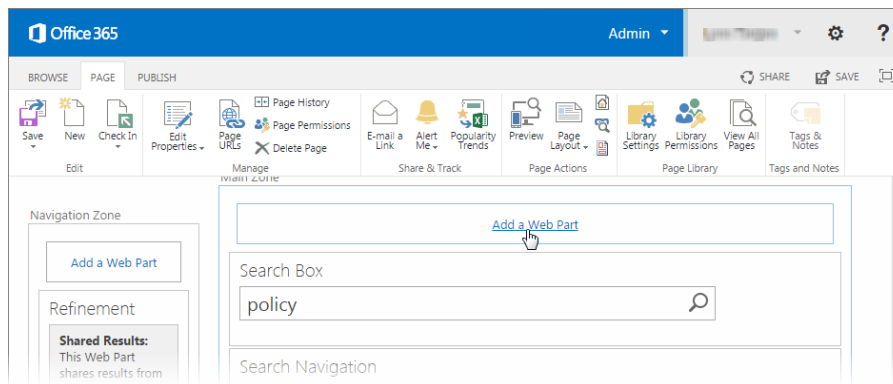 Office 365
Admin
?
BROWSE PAGE PUBLISH
SHARE SAVE
Save
New
Check In
Edit
Properties
Page
URLs
Page History
Page Permissions
Delete Page
E-mail a
Link
Alert
Me
Popularity
Trends
Preview
Page
Layout
Library
Settings
Library
Permissions
View All
Pages
Tags &
Notes
Edit
Manage
Share & Track
Page Actions
Page Library
Tags and Notes
Main Zone
Navigation Zone
Add a Web Part
Add a Web Part
Search Box
policy
Refinement
Shared Results:
This Web Part
shares results from
Search Navigation